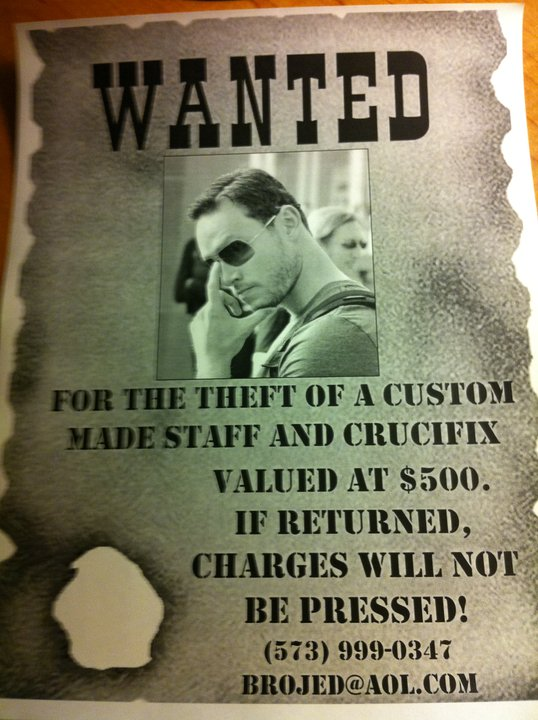 WANTED
FOR THE THEFT OF A CUSTOM
MADE STAFF AND CRUCIFIX
VALUED AT $500.
IF RETURNED,
CHARGES WILL NOT
BE PRESSED!
(573) 999-0347
BROJED@AOL.COM